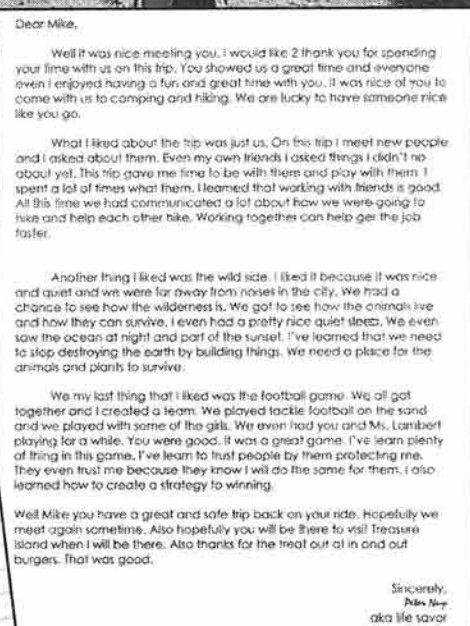 Dear Mike,
Well it was nice meeting you. I would like 2 thank you for spending
your time with us on this trip. You showed us a great time and everyone
even I enjoyed having a fun and great time with you. It was nice of you to
come with us to camping and hiking. We are lucky to have someone nice
like you go.
What I liked about the trip was just us. On this trip I meet new people
and I asked about them. Even my own friends I asked things I didn't no
about yet. This trip gave me time to be with them and play with them. I
spent a lot of times what them. I learned that working with friends is good.
All this time we had communicated a lot about how we were going to
hike and help each other hike. Working together can help get the job
faster.
Another thing I liked was the wild side. I liked it because it was nice
and quiet and we were far away from noises in the city. We had a
chance to see how the wilderness is. We got to see how the animals live
and how they can survive. I even had a pretty nice quiet sleep. We even
saw the ocean at night and part of the sunset. I've learned that we need
to stop destroying the earth by building things. We need a place for the
animals and plants to survive.
We my last thing that I liked was the football game. We all got
together and I created a team. We played tackle football on the sand
and we played with some of the girls. We even had you and Ms. Lambert
playing for a while. You were good. It was a great game. I've learn plenty
of thing in this game. I've learn to trust people by them protecting me.
They even trust me because they know I will do the same for them. I also
learned how to create a strategy to winning.
Well Mike you have a great and safe trip back on your ride. Hopefully we
meet again sometime. Also hopefully you will be there to visit Treasure
Island when I will be there. Also thanks for the treat out at in and out
burgers. That was good.
Sincerely,
aka life savor